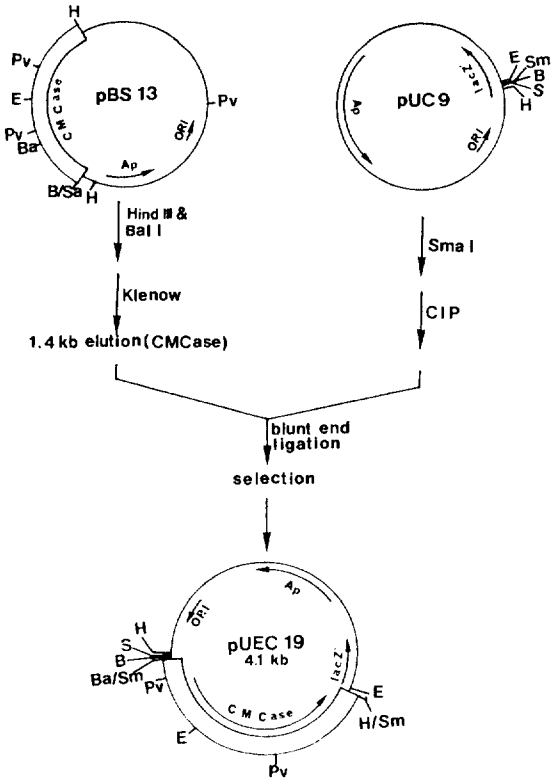 H
Pv
E
Pv
Ba
B/Sa
H
CMCase
pBS 13
Pv
ORI
Ap
E
Sm
B
S
H
lacZ'
pUC 9
Ap
ORI
Hind III &
Bal I
Sma I
Klenow
CIP
1.4 kb elution (CMCase)
blunt end
ligation
selection
Ap
ORI
H
S
B
Ba/Sm
Pv
pUEC 19
4.1 kb
lacZ'
E
H/Sm
CMCase
E
Pv